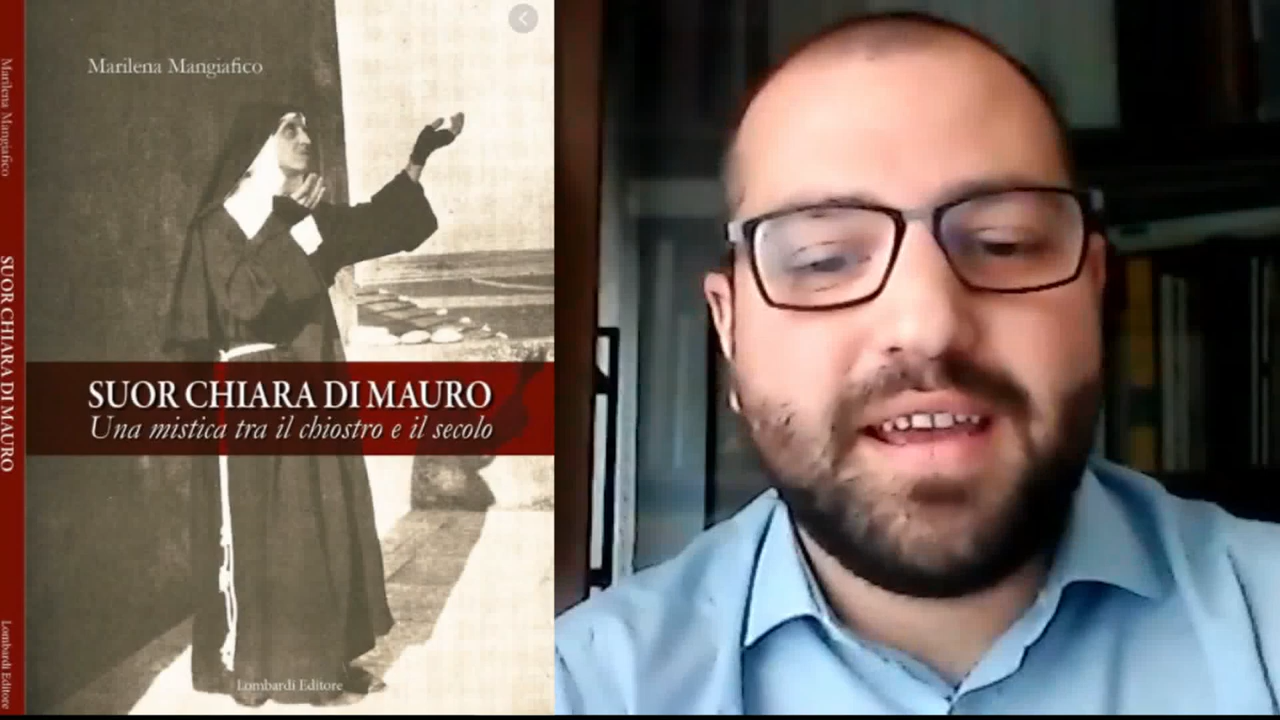 Marilena Mangiafico
SUOR CHIARA DI MAURO
Lombardi Editore
Marilena Mangiafico
SUOR CHIARA DI MAURO
Una mistica tra il chiostro e il secolo
Lombardi Editore